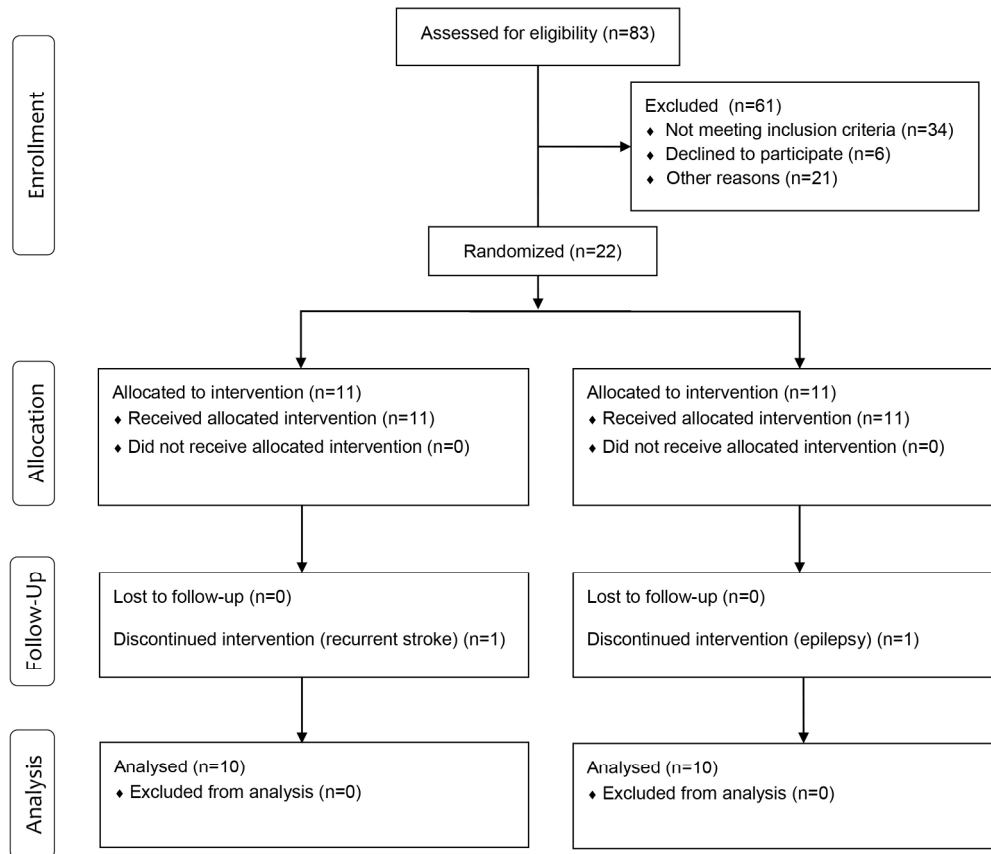 Enrollment
Assessed for eligibility (n=83)
Excluded (n=61)
♦ Not meeting inclusion criteria (n=34)
♦ Declined to participate (n=6)
♦ Other reasons (n=21)
Randomized (n=22)
Allocation
Allocated to intervention (n=11)
♦ Received allocated intervention (n=11)
♦ Did not receive allocated intervention (n=0)
Allocated to intervention (n=11)
♦ Received allocated intervention (n=11)
♦ Did not receive allocated intervention (n=0)
Follow-Up
Lost to follow-up (n=0)
Discontinued intervention (recurrent stroke) (n=1)
Lost to follow-up (n=0)
Discontinued intervention (epilepsy) (n=1)
Analysis
Analysed (n=10)
♦ Excluded from analysis (n=0)
Analysed (n=10)
♦ Excluded from analysis (n=0)